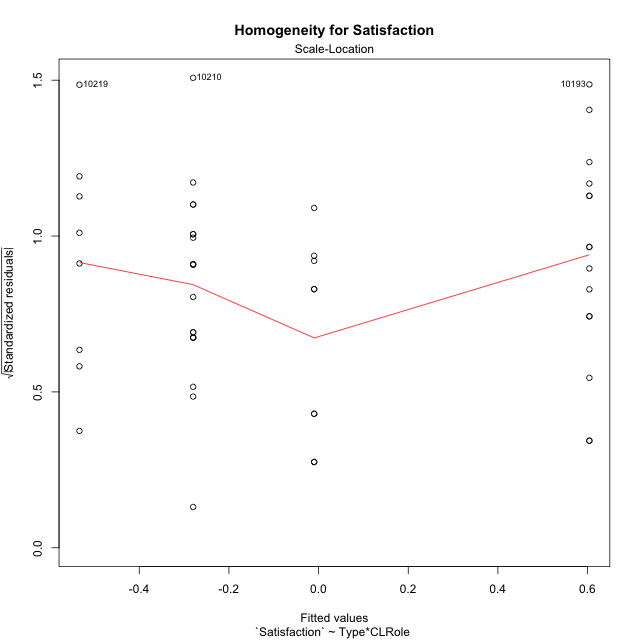 Homogeneity for Satisfaction
Scale-Location
10219
10210
10193
1.5
1.0
0.5
0.0
√|Standardized residuals|
-0.4 -0.2 0.0 0.2 0.4 0.6
Fitted values
`Satisfaction` ~ Type*CLRole